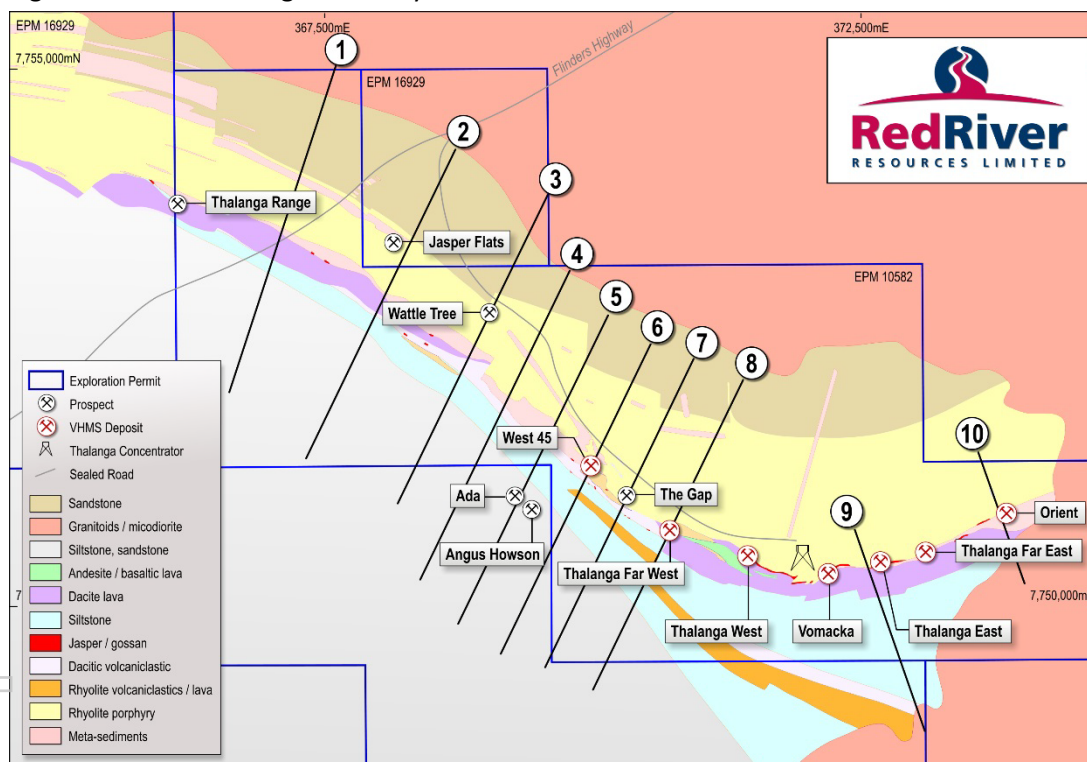 EPM 16929
367,500mE
372,500mE
7,755,000mN
1
EPM 16929
Flinders Highway
RedRiver
RESOURCES LIMITED
2
3
Thalanga Range
Jasper Flats
4
EPM 10582
5
Wattle Tree
6
7
8
Exploration Permit
Prospect
VHMS Deposit
Thalanga Concentrator
Sealed Road
Sandstone
Granitoids / micodiorite
Siltstone, sandstone
Andesite / basaltic lava
Dacite lava
Siltstone
Jasper / gossan
Dacitic volcaniclastic
Rhyolite volcaniclastics / lava
Rhyolite porphyry
Meta-sediments
West 45
10
Ada
The Gap
9
Orient
Angus Howson
Thalanga Far West
Thalanga Far East
7,750,000mN
Thalanga West
Vomacka
Thalanga East